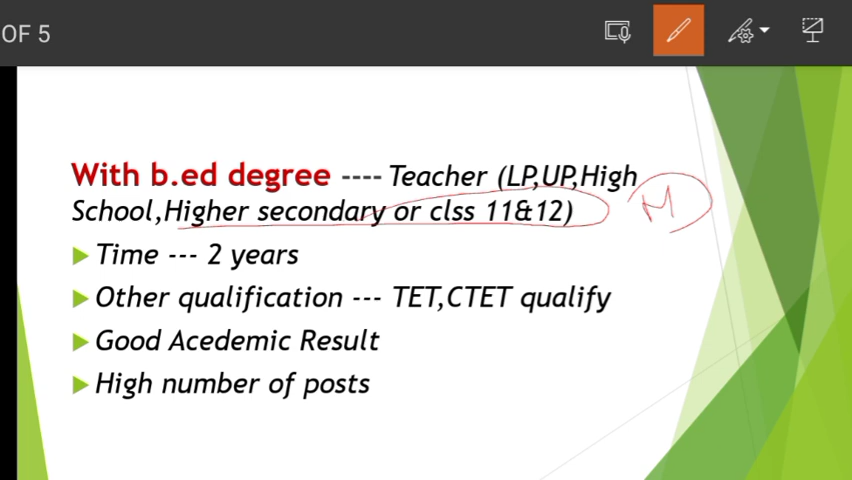 OF 5
With b.ed degree ---- Teacher (LP,UP,High
School,Higher secondary or clss 11&12)
M
Time --- 2 years
Other qualification --- TET,CTET qualify
Good Acedemic Result
High number of posts